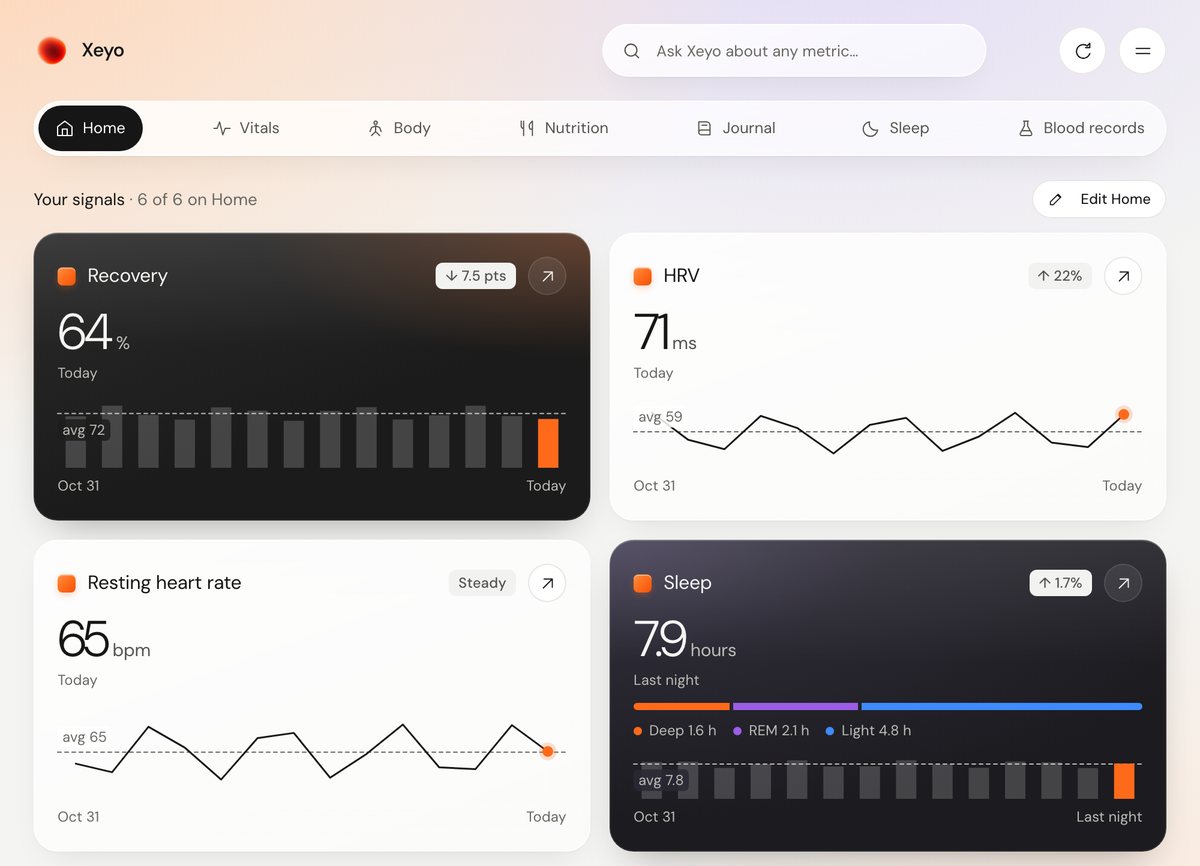 Xeyo
Ask Xeyo about any metric...
Home
Vitals
Body
Nutrition
Journal
Sleep
Blood records
Your signals · 6 of 6 on Home
Edit Home
Recovery
↓ 7.5 pts
64 %
Today
avg 72
Oct 31
Today
HRV
↑ 22%
71 ms
Today
avg 59
Oct 31
Today
Resting heart rate
Steady
65 bpm
Today
avg 65
Oct 31
Today
Sleep
↑ 1.7%
7.9 hours
Last night
Deep 1.6 h
REM 2.1 h
Light 4.8 h
avg 7.8
Oct 31
Last night